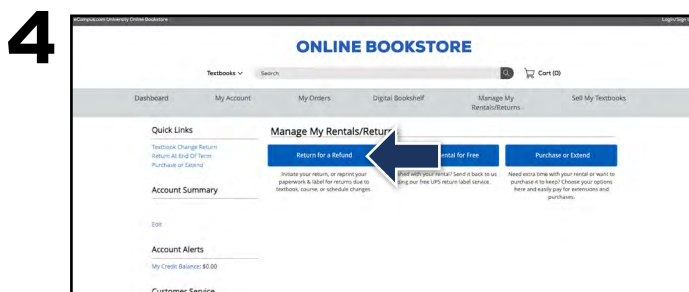 4
eCampus.com University Online Bookstore
Login/Sign
ONLINE BOOKSTORE
Textbooks
Search
Cart (0)
Dashboard
My Account
My Orders
Digital Bookshelf
Manage My
Rentals/Returns
Sell My Textbooks
Quick Links
Textbook Change Return
Return At End Of Term
Purchase or Extend
Account Summary
Edit
Account Alerts
My Credit Balance: $0.00
Customer Service
Manage My Rentals/Return
Return for a Refund
Initiate your return, or reprint your
paperwork & label for returns due to
textbook, course, or schedule changes
ental for Free
shed with your rental? Send it back to us
sing our free UPS return label service.
Purchase or Extend
Need extra time with your rental or want to
purchase it to keep? Choose your options
here and easily pay for extensions and
purchases.